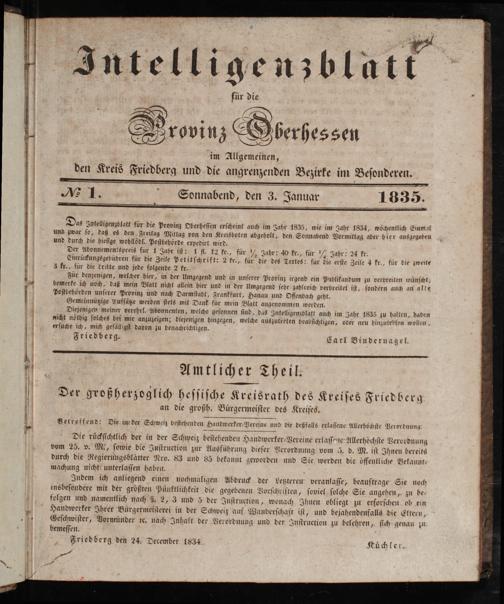 Intelligenzblatt
für die
Provinz Oberhessen
im Allgemeinen,
den Kreis Friedberg und die angrenzenden Bezirke im Besonderen.
№ 1. Sonnabend, den 3. Januar 1835.
Das Intelligenzblatt für die Provinz Oberhessen erscheint auch im Jahr 1835, wie im Jahr 1834, wöchentlich Einmal
und zwar so, daß es den Freitag Mittag von den Kreisboten abgeholt, den Sonnabend Vormittag aber hier ausgegeben
und durch die hiesige wohllöbl. Postbehörde expedirt wird.
Der Abonnementspreis für 1 Jahr ist: 1 fl. 12 kr., für ½ Jahr: 40 kr., für ¼ Jahr: 24 kr.
Einrückungsgebühren für die Zeile Petitschrift: 2 kr., für die des Textes: für die erste Zeile 4 kr., für die zweite
3 kr., für die dritte und jede folgende 2 kr.
Für denjenigen, welcher hier, in der Umgegend und in unserer Provinz irgend ein Publikandum zu verbreiten wünscht,
bemerke ich noch, daß mein Blatt nicht allein hier und in der Umgegend sehr zahlreich verbreitet ist, sondern auch an alle
Postbehörden unserer Provinz und nach Darmstadt, Frankfurt, Hanau und Offenbach geht.
Gemeinnützige Aufsätze werden stets mit Dank für mein Blatt angenommen werden.
Diejenigen meiner verehrl. Abonnenten, welche gesonnen sind, das Intelligenzblatt auch im Jahr 1835 zu halten, haben
nicht nöthig solches bei mir anzuzeigen; diejenigen hingegen, welche auszutreten beabsichtigen, oder neu hinzutreten wollen,
ersuche ich, mich gefälligst davon zu benachrichtigen.
Friedberg. Carl Bindernagel.
Amtlicher Theil.
Der großherzoglich hessische Kreisrath des Kreises Friedberg
an die großh. Bürgermeister des Kreises.
Betreffend: Die in der Schweiz bestehenden Handwerker-Vereine und die deßfalls erlassene Allerhöchste Verordnung.
Die rücksichtlich der in der Schweiz bestehenden Handwerker-Vereine erlassene Allerhöchste Verordnung
vom 25. v. M., sowie die Instruction zur Ausführung dieser Verordnung vom 5. d. M. ist Ihnen bereits
durch die Regierungsblätter Nro. 83 und 85 bekannt geworden und Sie werden die öffentliche Bekannt-
machung nicht unterlassen haben.
Indem ich anliegend einen nochmaligen Abdruck der Letzteren veranlasse, beauftrage Sie noch
insbesondere mit der größten Pünktlichkeit die gegebenen Vorschriften, soviel solche Sie angehen, zu be-
folgen und namentlich nach §. 2, 3 und 5 der Instruction, wonach Ihnen obliegt zu erforschen ob ein
Handwerker Ihrer Bürgermeisterei in der Schweiz auf Wanderschaft ist, und bejahendenfalls die Eltern,
Geschwister, Vormünder rc. nach Inhalt der Verordnung und der Instruction zu belehren, sich genau zu
bemessen.
Friedberg den 24. December 1834. Küchler.